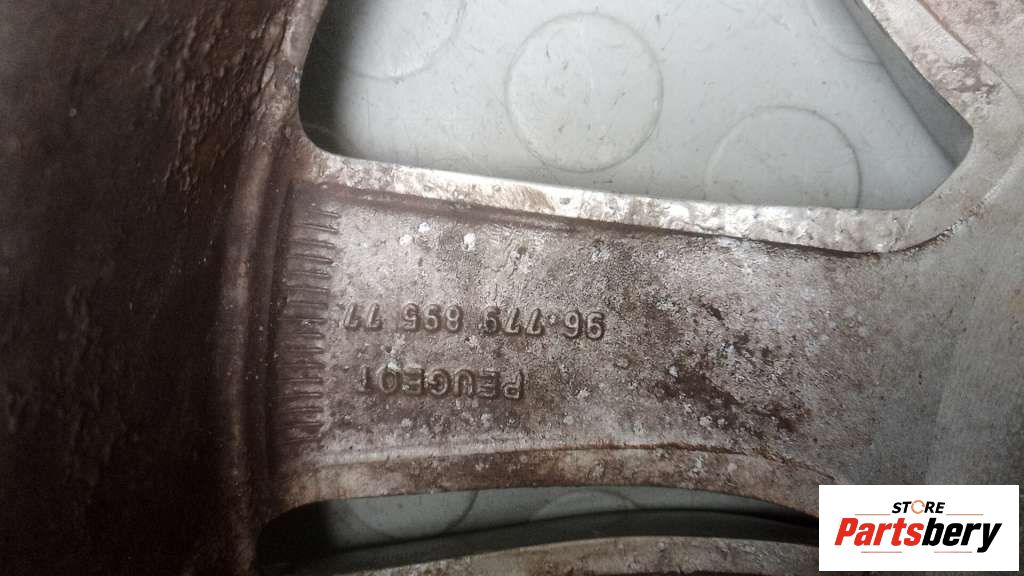 PEUGEOT
96.779 895 77
STORE
Partsbery